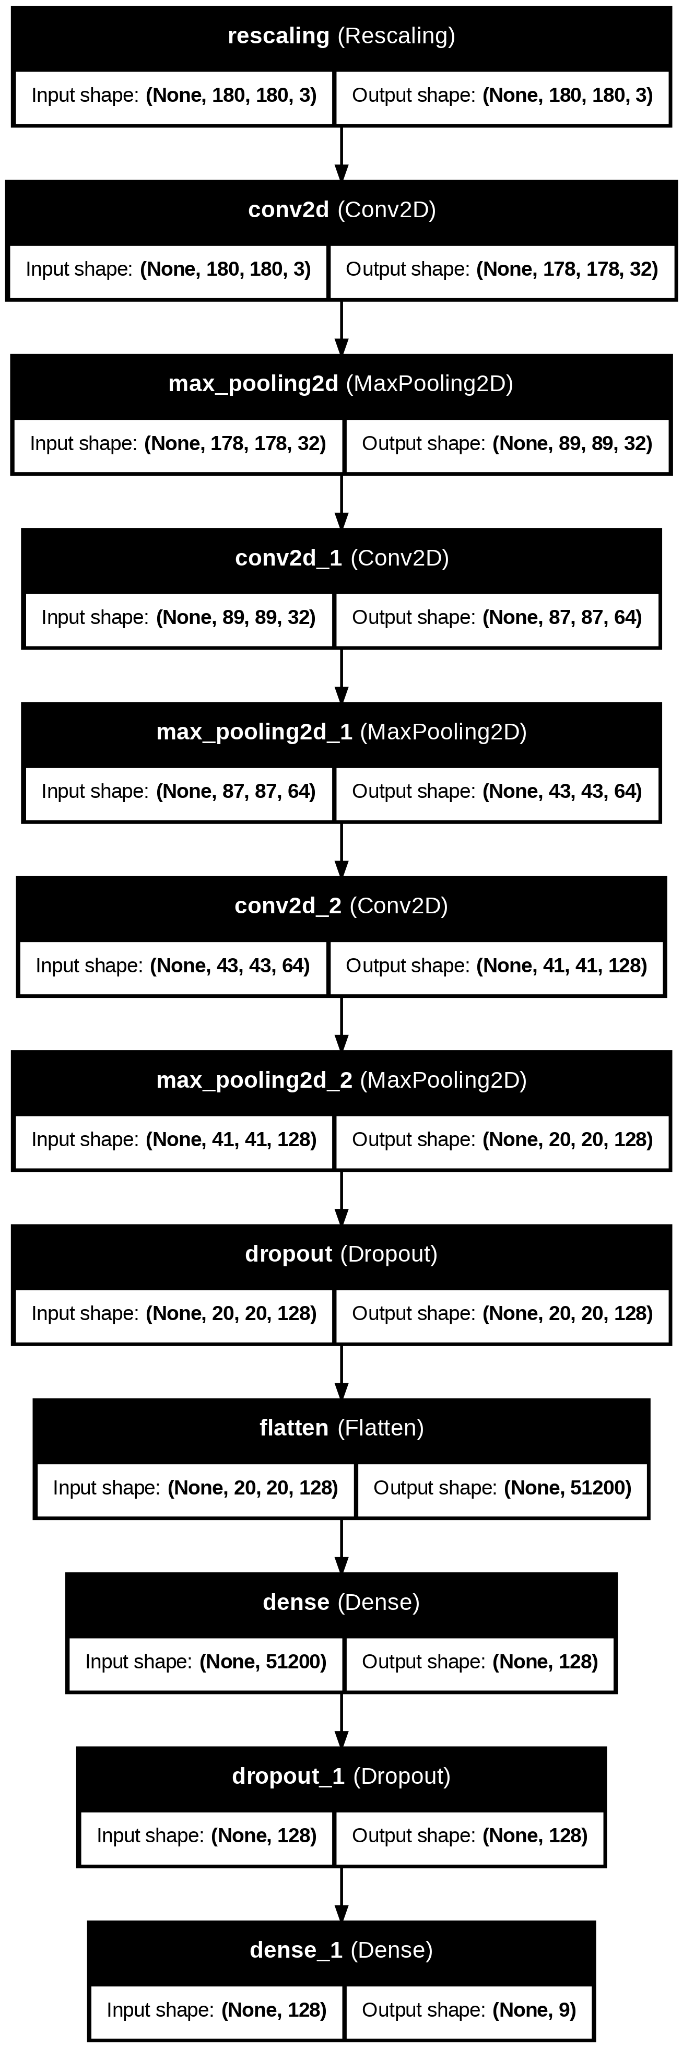 rescaling (Rescaling)
Input shape: (None, 180, 180, 3) Output shape: (None, 180, 180, 3)
conv2d (Conv2D)
Input shape: (None, 180, 180, 3) Output shape: (None, 178, 178, 32)
max_pooling2d (MaxPooling2D)
Input shape: (None, 178, 178, 32) Output shape: (None, 89, 89, 32)
conv2d_1 (Conv2D)
Input shape: (None, 89, 89, 32) Output shape: (None, 87, 87, 64)
max_pooling2d_1 (MaxPooling2D)
Input shape: (None, 87, 87, 64) Output shape: (None, 43, 43, 64)
conv2d_2 (Conv2D)
Input shape: (None, 43, 43, 64) Output shape: (None, 41, 41, 128)
max_pooling2d_2 (MaxPooling2D)
Input shape: (None, 41, 41, 128) Output shape: (None, 20, 20, 128)
dropout (Dropout)
Input shape: (None, 20, 20, 128) Output shape: (None, 20, 20, 128)
flatten (Flatten)
Input shape: (None, 20, 20, 128) Output shape: (None, 51200)
dense (Dense)
Input shape: (None, 51200) Output shape: (None, 128)
dropout_1 (Dropout)
Input shape: (None, 128) Output shape: (None, 128)
dense_1 (Dense)
Input shape: (None, 128) Output shape: (None, 9)